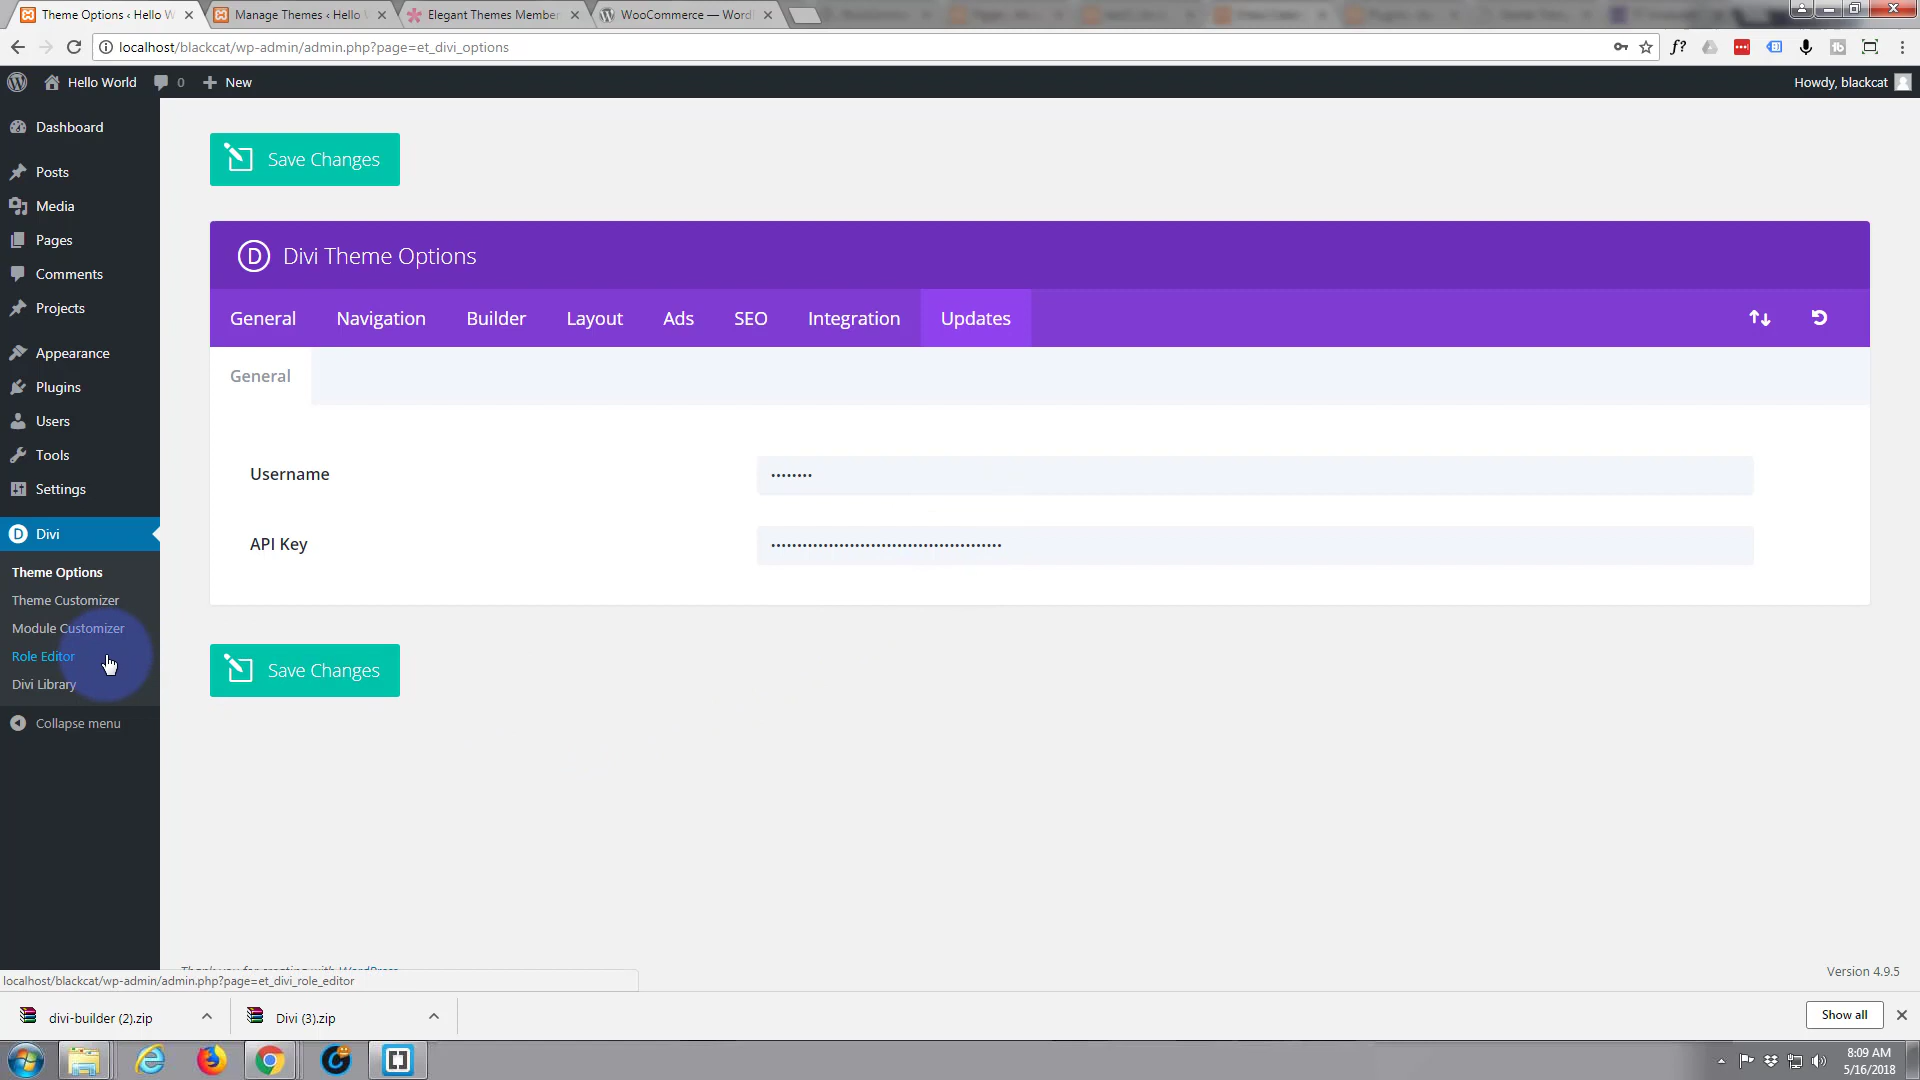 Theme Options ‹ Hello W
Manage Themes ‹ Hello
Elegant Themes Member
WooCommerce — Word
localhost/blackcat/wp-admin/admin.php?page=et_divi_options
f?
Hello World
0
New
Howdy, blackcat
Dashboard
Posts
Media
Pages
Comments
Projects
Appearance
Plugins
Users
Tools
Settings
D Divi
Theme Options
Theme Customizer
Module Customizer
Role Editor
Divi Library
Collapse menu
Save Changes
D Divi Theme Options
General Navigation Builder Layout Ads SEO Integration Updates
General
Username ••••••••
API Key
Save Changes
Thank you for creating with WordPress
Version 4.9.5
localhost/blackcat/wp-admin/admin.php?page=et_divi_role_editor
divi-builder (2).zip
Divi (3).zip
Show all
8:09 AM
5/16/2018